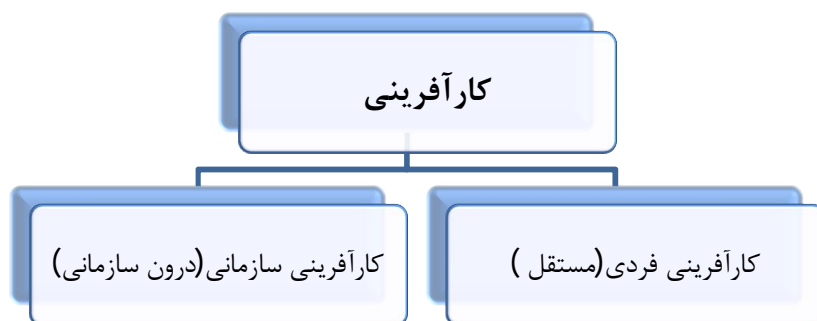 کارآفرینی
کارآفرینی فردی(مستقل )
کارآفرینی سازمانی(درون سازمانی)